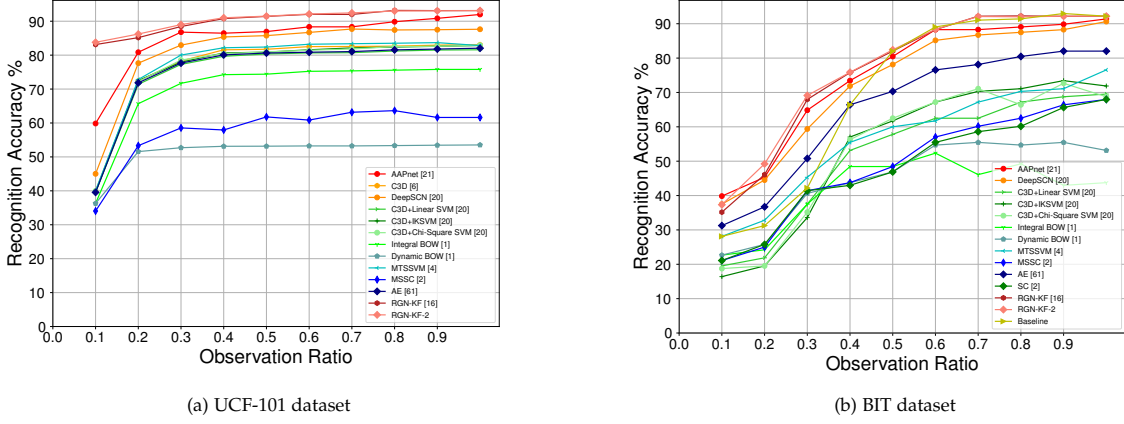 Recognition Accuracy %
90
80
70
60
50
40
30
20
10
0
0.0 0.1 0.2 0.3 0.4 0.5 0.6 0.7 0.8 0.9
Observation Ratio
AAPnet [21]
C3D [6]
DeepSCN [20]
C3D+Linear SVM [20]
C3D+IKSVM [20]
C3D+Chi-Square SVM [20]
Integral BOW [1]
Dynamic BOW [1]
MTSSVM [4]
MSSC [2]
AE [61]
RGN-KF [16]
RGN-KF-2
(a) UCF-101 dataset
Recognition Accuracy %
90
80
70
60
50
40
30
20
10
0
0.0 0.1 0.2 0.3 0.4 0.5 0.6 0.7 0.8 0.9
Observation Ratio
AAPnet [21]
DeepSCN [20]
C3D+Linear SVM [20]
C3D+IKSVM [20]
C3D+Chi-Square SVM [20]
Integral BOW [1]
Dynamic BOW [1]
MTSSVM [4]
MSSC [2]
AE [61]
SC [2]
RGN-KF [16]
RGN-KF-2
Baseline
(b) BIT dataset